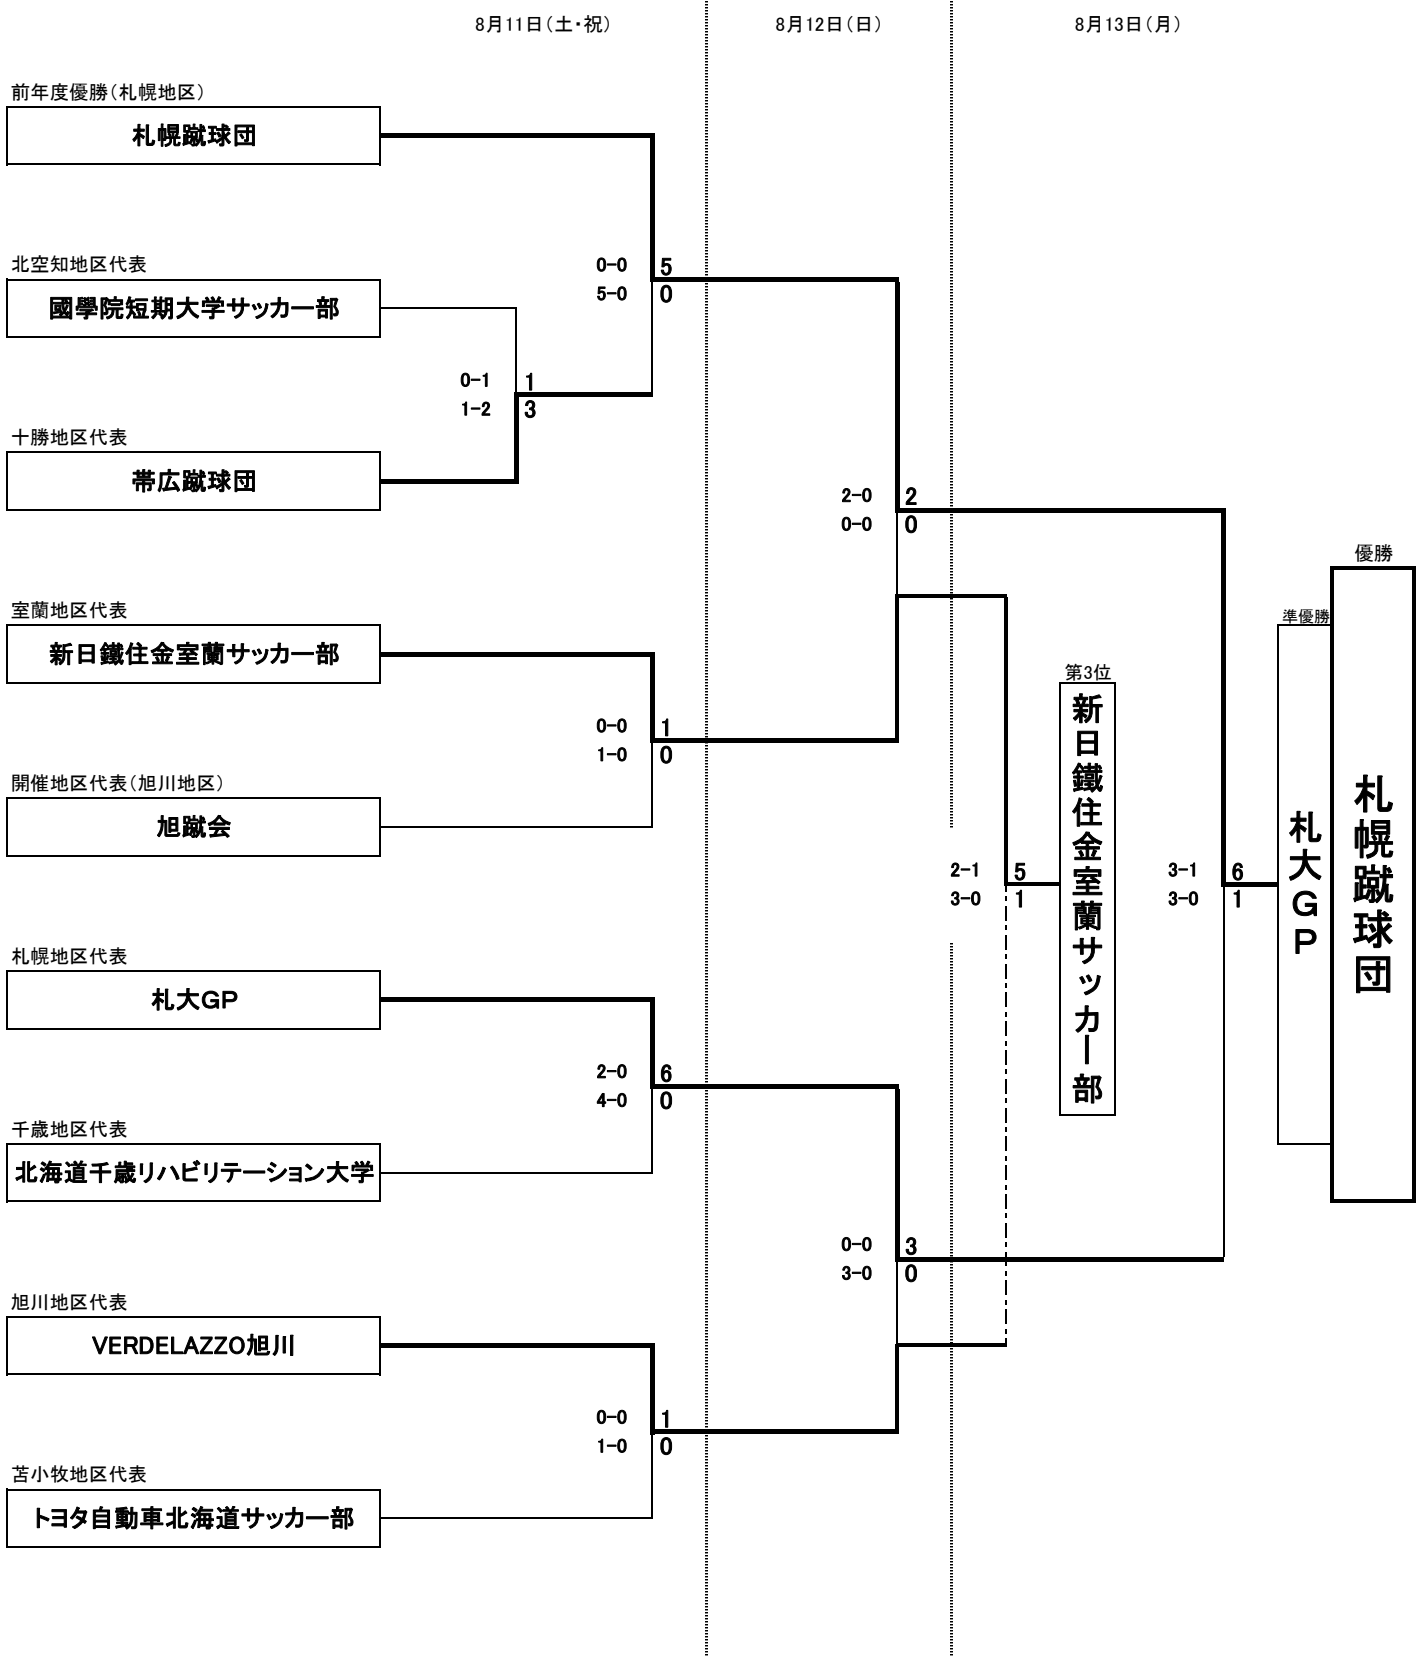 8月11日（土・祝）
8月12日（日）
8月13日（月）
前年度優勝（札幌地区）
札幌蹴球団
北空知地区代表
0-0
5
5-0
0
國學院短期大学サッカー部
0-1
1
1-2
3
十勝地区代表
帯広蹴球団
2-0
2
0-0
0
優勝
札幌蹴球団
準優勝
札大GP
室蘭地区代表
新日鐵住金室蘭サッカー部
第3位
新日鐵住金室蘭サッカー部
0-0
1
1-0
0
開催地区代表（旭川地区）
旭蹴会
2-1
5
3-0
1
3-1
6
3-0
1
札幌地区代表
札大GP
2-0
6
4-0
0
千歳地区代表
北海道千歳リハビリテーション大学
0-0
3
3-0
0
旭川地区代表
VERDELAZZO旭川
0-0
1
1-0
0
苫小牧地区代表
トヨタ自動車北海道サッカー部